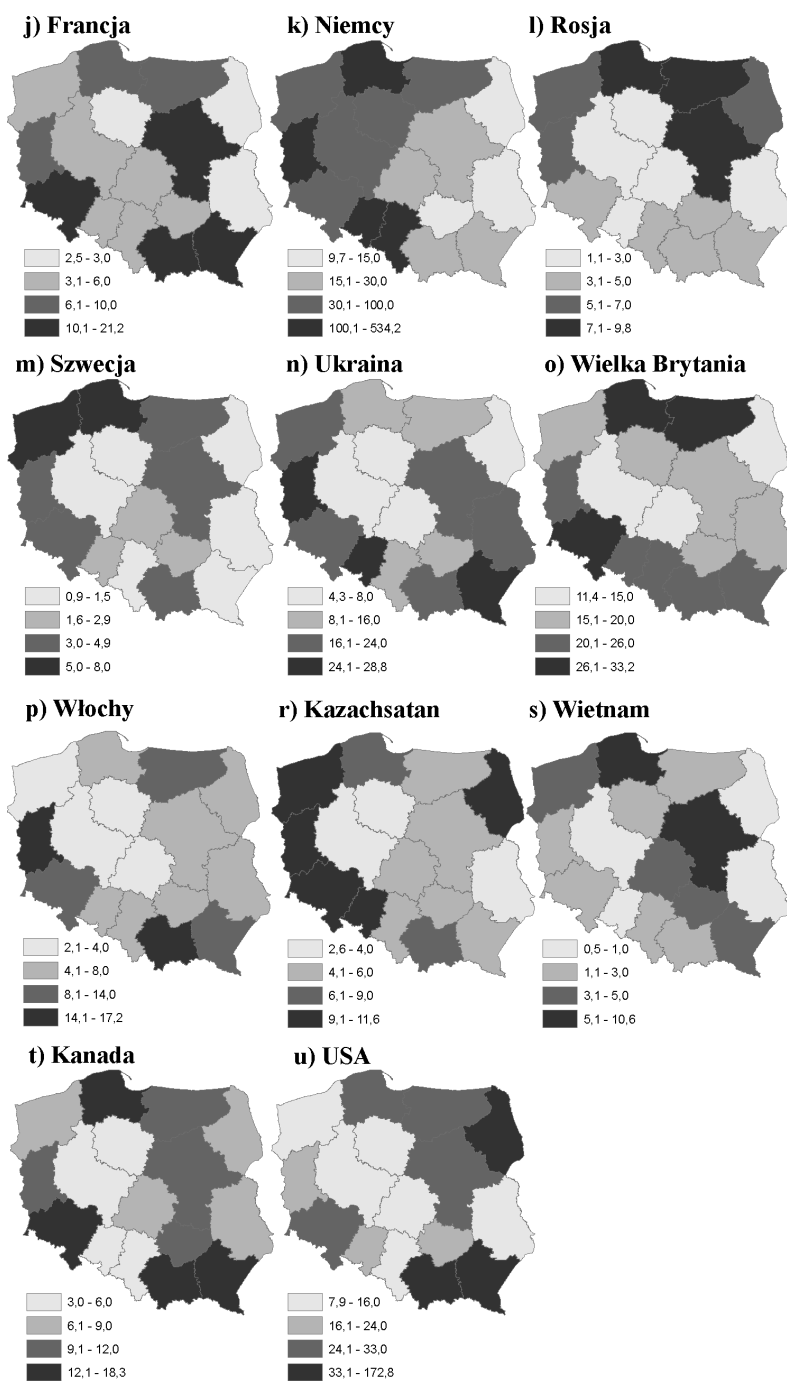 j) Francja
k) Niemcy
l) Rosja
2,5 - 3,0
3,1 - 6,0
6,1 - 10,0
10,1 - 21,2
9,7 - 15,0
15,1 - 30,0
30,1 - 100,0
100,1 - 534,2
1,1 - 3,0
3,1 - 5,0
5,1 - 7,0
7,1 - 9,8
m) Szwecja
n) Ukraina
o) Wielka Brytania
0,9 - 1,5
1,6 - 2,9
3,0 - 4,9
5,0 - 8,0
4,3 - 8,0
8,1 - 16,0
16,1 - 24,0
24,1 - 28,8
11,4 - 15,0
15,1 - 20,0
20,1 - 26,0
26,1 - 33,2
p) Włochy
r) Kazachsatan
s) Wietnam
2,1 - 4,0
4,1 - 8,0
8,1 - 14,0
14,1 - 17,2
2,6 - 4,0
4,1 - 6,0
6,1 - 9,0
9,1 - 11,6
0,5 - 1,0
1,1 - 3,0
3,1 - 5,0
5,1 - 10,6
t) Kanada
u) USA
3,0 - 6,0
6,1 - 9,0
9,1 - 12,0
12,1 - 18,3
7,9 - 16,0
16,1 - 24,0
24,1 - 33,0
33,1 - 172,8